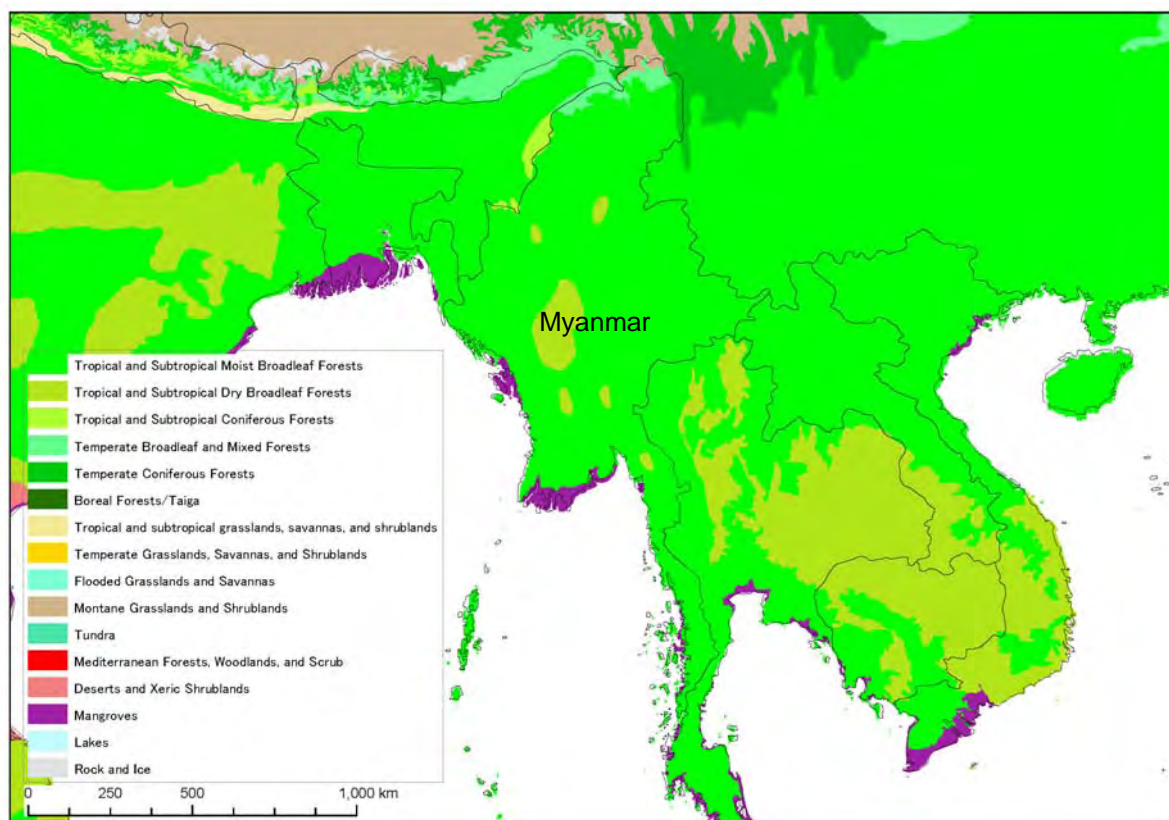 Myanmar
Tropical and Subtropical Moist Broadleaf Forests
Tropical and Subtropical Dry Broadleaf Forests
Tropical and Subtropical Coniferous Forests
Temperate Broadleaf and Mixed Forests
Temperate Coniferous Forests
Boreal Forests/Taiga
Tropical and subtropical grasslands, savannas, and shrublands
Temperate Grasslands, Savannas, and Shrublands
Flooded Grasslands and Savannas
Montane Grasslands and Shrublands
Tundra
Mediterranean Forests, Woodlands, and Scrub
Deserts and Xeric Shrublands
Mangroves
Lakes
Rock and Ice
0 250 500 1,000 km